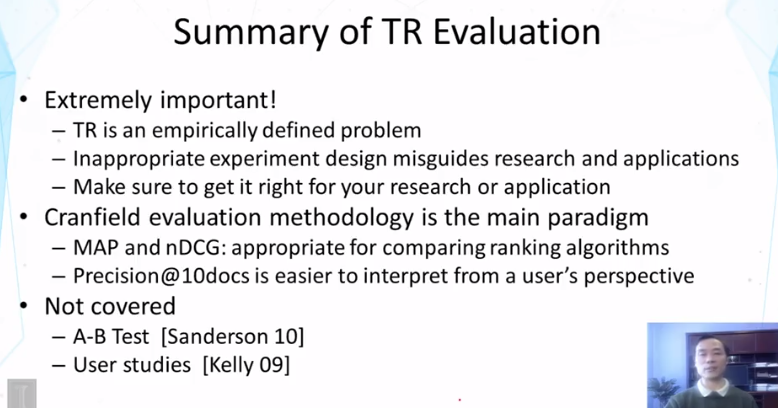 Summary of TR Evaluation
• Extremely important!
– TR is an empirically defined problem
– Inappropriate experiment design misguides research and applications
– Make sure to get it right for your research or application
• Cranfield evaluation methodology is the main paradigm
– MAP and nDCG: appropriate for comparing ranking algorithms
– Precision@10docs is easier to interpret from a user's perspective
• Not covered
– A-B Test [Sanderson 10]
– User studies [Kelly 09]